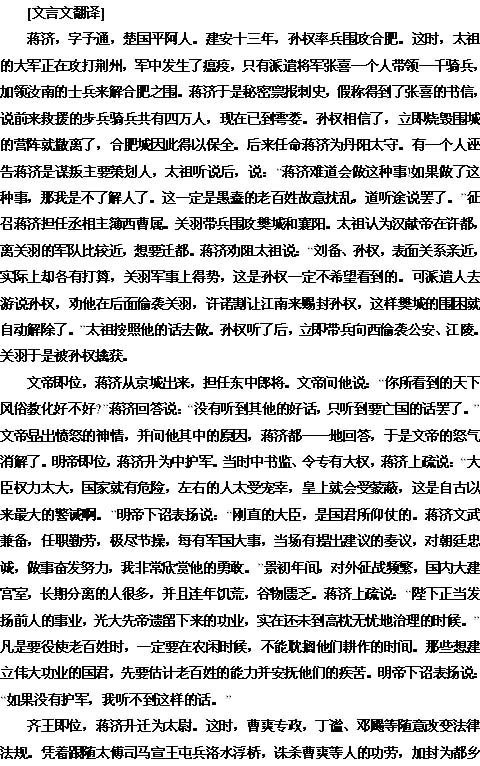 [文言文翻译]
蒋济，字子通，楚国平阿人。建安十三年，孙权率兵围攻合肥。这时，太祖
的大军正在攻打荆州，军中发生了瘟疫，只有派遣将军张喜一个人带领一千骑兵，
加领汝南的士兵来解合肥之围。蒋济于是秘密禀报刺史，假称得到了张喜的书信，
说前来救援的步兵骑兵共有四万人，现在已到雩娄。孙权相信了，立即烧毁围城
的营阵就撤离了，合肥城因此得以保全。后来任命蒋济为丹阳太守。有一个人诬
告蒋济是谋叛主要策划人，太祖听说后，说：“蒋济难道会做这种事!如果做了这
种事，那我是不了解人了。这一定是愚蠢的老百姓故意扰乱，道听途说罢了。”征
召蒋济担任丞相主簿西曹属。关羽带兵围攻樊城和襄阳。太祖认为汉献帝在许都，
离关羽的军队比较近，想要迁都。蒋济劝阻太祖说：“刘备、孙权，表面关系亲近，
实际上却各有打算，关羽军事上得势，这是孙权一定不希望看到的。可派遣人去
游说孙权，劝他在后面偷袭关羽，许诺割让江南来赐封孙权，这样樊城的围困就
自动解除了。”太祖按照他的话去做。孙权听了后，立即带兵向西偷袭公安、江陵。
关羽于是被孙权擒获。
文帝即位，蒋济从京城出来，担任东中郎将。文帝问他说：“你所看到的天下
风俗教化好不好?”蒋济回答说：“没有听到其他的好话，只听到要亡国的话罢了。”
文帝显出愤怒的神情，并问他其中的原因，蒋济都一一地回答，于是文帝的怒气
消解了。明帝即位，蒋济升为中护军。当时中书监、令专有大权，蒋济上疏说：“大
臣权力太大，国家就有危险，左右的人太受宠幸，皇上就会受蒙蔽，这是自古以
来最大的警诫啊。”明帝下诏表扬说：“刚直的大臣，是国君所仰仗的。蒋济文武
兼备，任职勤劳，极尽节操，每有军国大事，当场有提出建议的奏议，对朝廷忠
诚，做事奋发努力，我非常欣赏他的勇敢。”景初年间，对外征战频繁，国内大建
宫室，长期分离的人很多，并且连年饥荒，谷物匮乏。蒋济上疏说：“陛下正当发
扬前人的事业，光大先帝遗留下来的功业，实在还未到高枕无忧地治理的时候。”
凡是要役使老百姓时，一定要在农闲时候，不能耽搁他们耕作的时间。那些想建
立伟大功业的国君，先要估计老百姓的能力并安抚他们的疾苦。明帝下诏表扬说：
“如果没有护军，我听不到这样的话。”
齐王即位，蒋济升迁为太尉。这时，曹爽专政，丁谧、邓飏等随意改变法律
法规。凭着跟随太傅司马宣王屯兵洛水浮桥，诛杀曹爽等人的功劳，加封为都乡